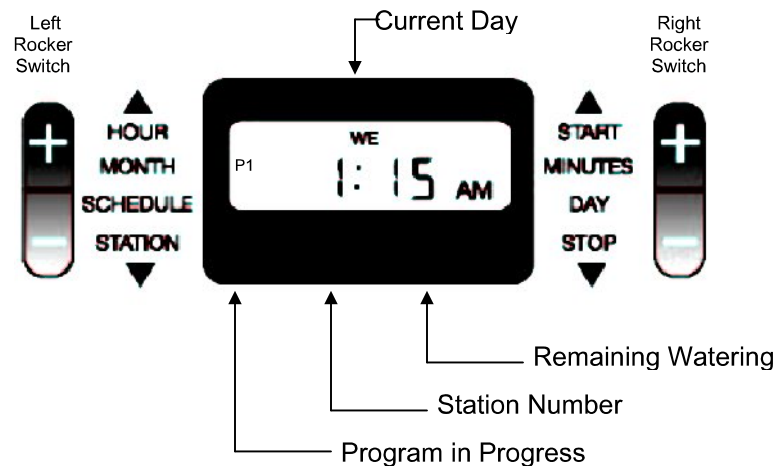 Left
Rocker
Switch
Current Day
Right
Rocker
Switch
+
HOUR
MONTH
SCHEDULE
STATION
−
P1
WE
1:15 AM
START
MINUTES
DAY
STOP
+
−
Remaining Watering
Station Number
Program in Progress